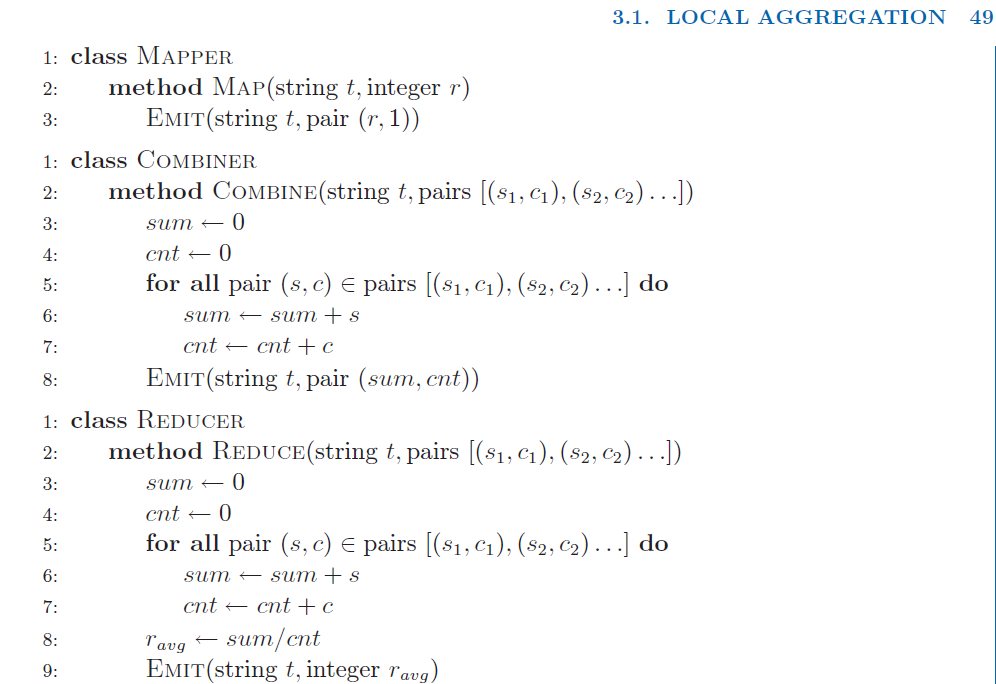 3.1. LOCAL AGGREGATION 49
1: class MAPPER
2: method MAP(string t, integer r)
3: EMIT(string t, pair (r, 1))
1: class COMBINER
2: method COMBINE(string t, pairs [(s₁, c₁), (s₂, c₂) . . .])
3: sum ← 0
4: cnt ← 0
5: for all pair (s, c) ∈ pairs [(s₁, c₁), (s₂, c₂) . . .] do
6: sum ← sum + s
7: cnt ← cnt + c
8: EMIT(string t, pair (sum, cnt))
1: class REDUCER
2: method REDUCE(string t, pairs [(s₁, c₁), (s₂, c₂) . . .])
3: sum ← 0
4: cnt ← 0
5: for all pair (s, c) ∈ pairs [(s₁, c₁), (s₂, c₂) . . .] do
6: sum ← sum + s
7: cnt ← cnt + c
8: r_avg ← sum/cnt
9: EMIT(string t, integer r_avg)